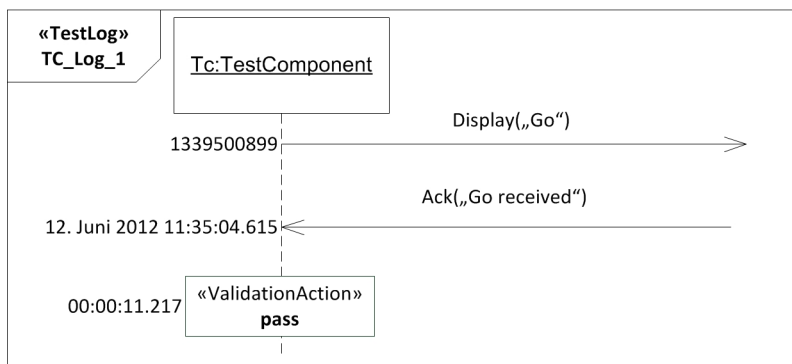 «TestLog»
TC_Log_1
Tc:TestComponent
Display(„Go“)
1339500899
Ack(„Go received“)
12. Juni 2012 11:35:04.615
«ValidationAction»
00:00:11.217
pass